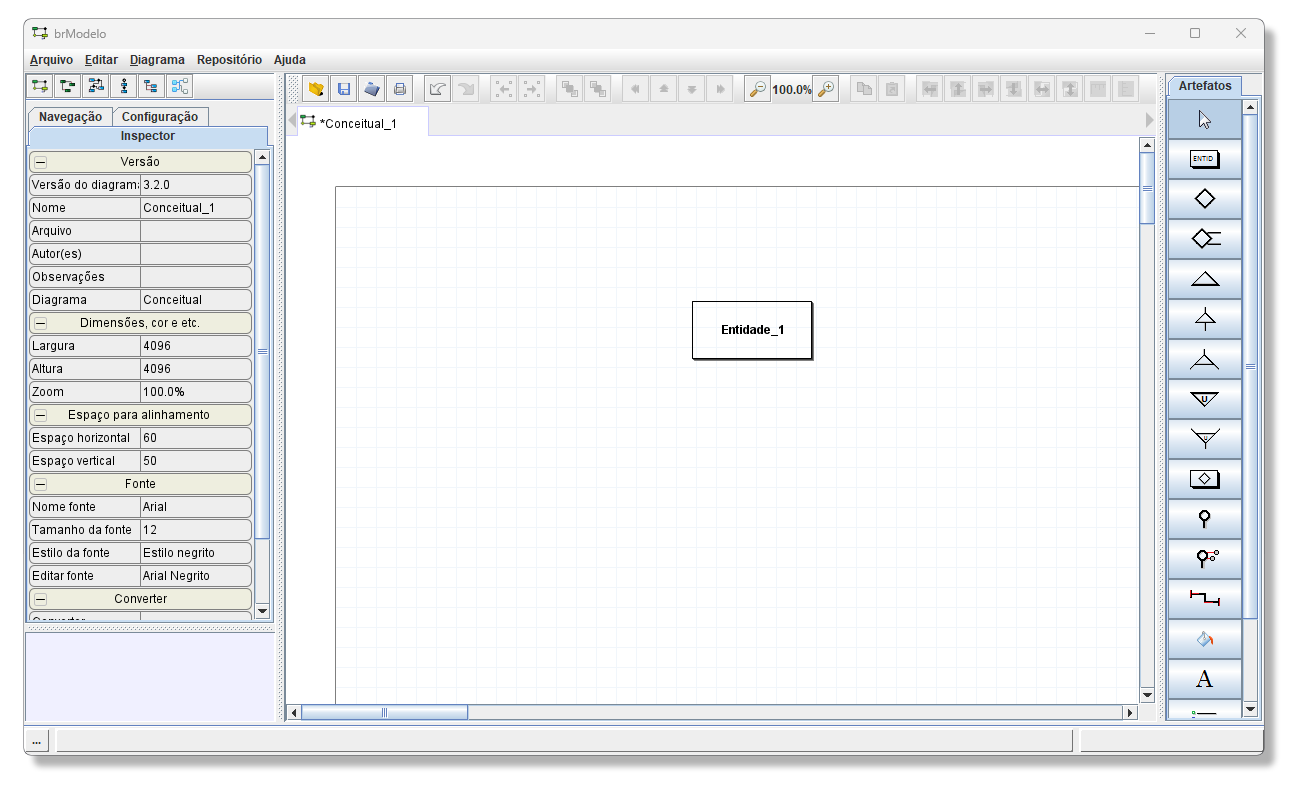 brModelo
Arquivo Editar Diagrama Repositório Ajuda
100.0%
Navegação Configuração
Inspector
Versão
Versão do diagrama 3.2.0
Nome Conceitual_1
Arquivo
Autor(es)
Observações
Diagrama Conceitual
Dimensões, cor e etc.
Largura 4096
Altura 4096
Zoom 100.0%
Espaço para alinhamento
Espaço horizontal 60
Espaço vertical 50
Fonte
Nome fonte Arial
Tamanho da fonte 12
Estilo da fonte Estilo negrito
Editar fonte Arial Negrito
Converter
...
*Conceitual_1
Entidade_1
Artefatos
ENTID
U
U
A